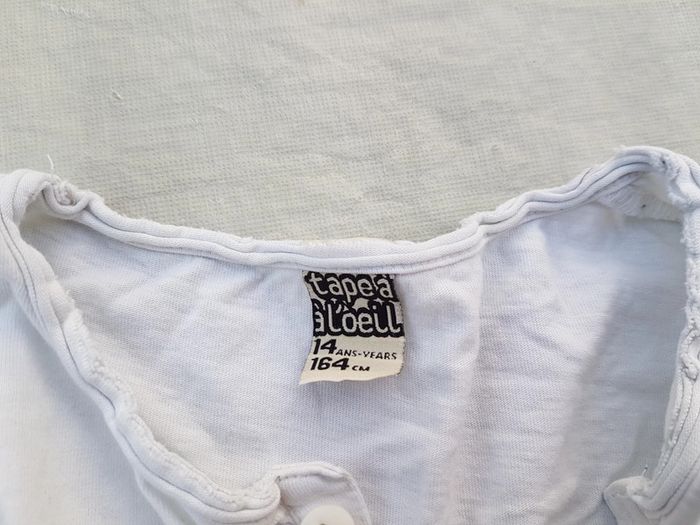 tape à
à l'oeil
14 ANS-YEARS
164 CM